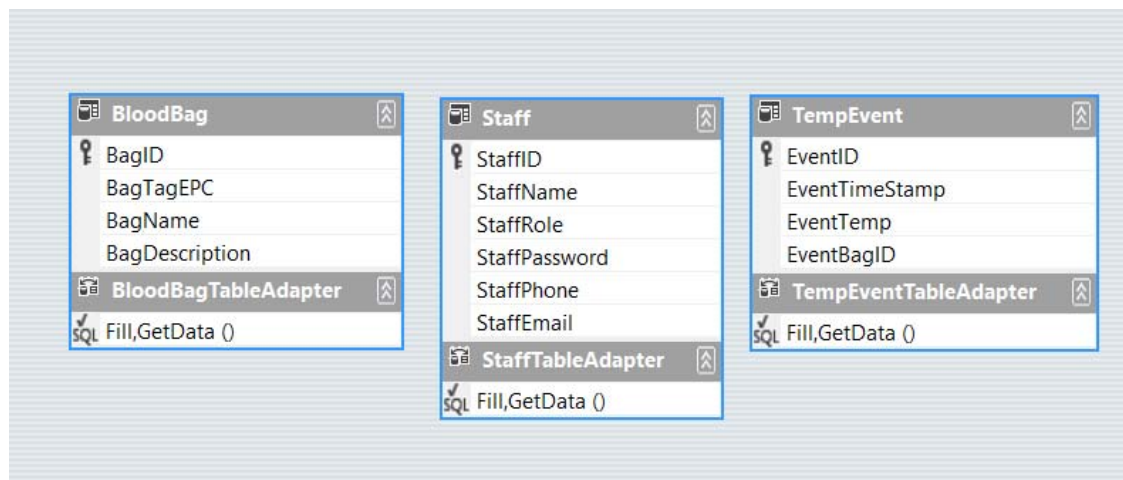 BloodBag
BagID
BagTagEPC
BagName
BagDescription
BloodBagTableAdapter
SQL Fill,GetData ()
Staff
StaffID
StaffName
StaffRole
StaffPassword
StaffPhone
StaffEmail
StaffTableAdapter
SQL Fill,GetData ()
TempEvent
EventID
EventTimeStamp
EventTemp
EventBagID
TempEventTableAdapter
SQL Fill,GetData ()